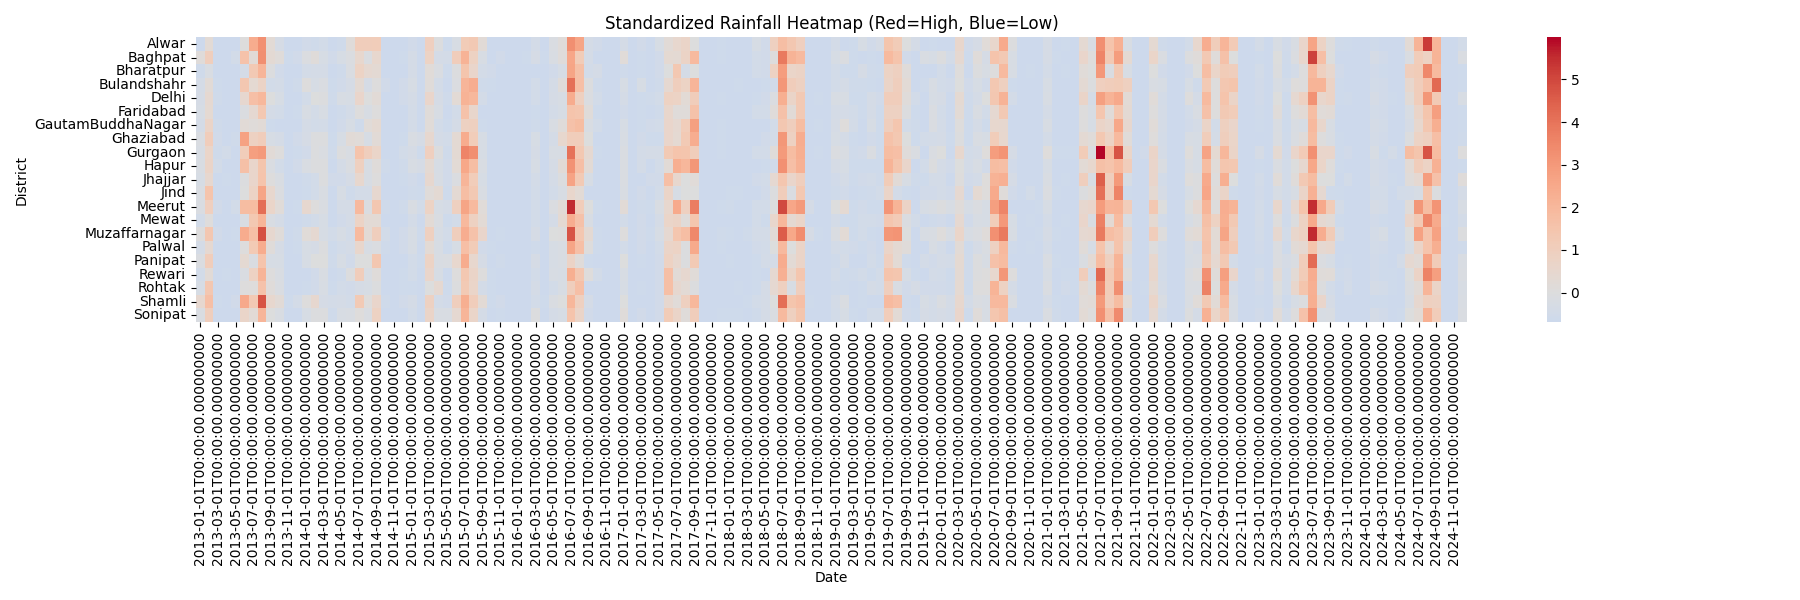 Standardized Rainfall Heatmap (Red=High, Blue=Low)
District
Alwar
Baghpat
Bharatpur
Bulandshahr
Delhi
Faridabad
GautamBuddhaNagar
Ghaziabad
Gurgaon
Hapur
Jhajjar
Jind
Meerut
Mewat
Muzaffarnagar
Palwal
Panipat
Rewari
Rohtak
Shamli
Sonipat
5
4
3
2
1
0
2013-01-01T00:00:00.000000000
2013-03-01T00:00:00.000000000
2013-05-01T00:00:00.000000000
2013-07-01T00:00:00.000000000
2013-09-01T00:00:00.000000000
2013-11-01T00:00:00.000000000
2014-01-01T00:00:00.000000000
2014-03-01T00:00:00.000000000
2014-05-01T00:00:00.000000000
2014-07-01T00:00:00.000000000
2014-09-01T00:00:00.000000000
2014-11-01T00:00:00.000000000
2015-01-01T00:00:00.000000000
2015-03-01T00:00:00.000000000
2015-05-01T00:00:00.000000000
2015-07-01T00:00:00.000000000
2015-09-01T00:00:00.000000000
2015-11-01T00:00:00.000000000
2016-01-01T00:00:00.000000000
2016-03-01T00:00:00.000000000
2016-05-01T00:00:00.000000000
2016-07-01T00:00:00.000000000
2016-09-01T00:00:00.000000000
2016-11-01T00:00:00.000000000
2017-01-01T00:00:00.000000000
2017-03-01T00:00:00.000000000
2017-05-01T00:00:00.000000000
2017-07-01T00:00:00.000000000
2017-09-01T00:00:00.000000000
2017-11-01T00:00:00.000000000
2018-01-01T00:00:00.000000000
2018-03-01T00:00:00.000000000
2018-05-01T00:00:00.000000000
2018-07-01T00:00:00.000000000
2018-09-01T00:00:00.000000000
2018-11-01T00:00:00.000000000
2019-01-01T00:00:00.000000000
2019-03-01T00:00:00.000000000
2019-05-01T00:00:00.000000000
2019-07-01T00:00:00.000000000
2019-09-01T00:00:00.000000000
2019-11-01T00:00:00.000000000
2020-01-01T00:00:00.000000000
2020-03-01T00:00:00.000000000
2020-05-01T00:00:00.000000000
2020-07-01T00:00:00.000000000
2020-09-01T00:00:00.000000000
2020-11-01T00:00:00.000000000
2021-01-01T00:00:00.000000000
2021-03-01T00:00:00.000000000
2021-05-01T00:00:00.000000000
2021-07-01T00:00:00.000000000
2021-09-01T00:00:00.000000000
2021-11-01T00:00:00.000000000
2022-01-01T00:00:00.000000000
2022-03-01T00:00:00.000000000
2022-05-01T00:00:00.000000000
2022-07-01T00:00:00.000000000
2022-09-01T00:00:00.000000000
2022-11-01T00:00:00.000000000
2023-01-01T00:00:00.000000000
2023-03-01T00:00:00.000000000
2023-05-01T00:00:00.000000000
2023-07-01T00:00:00.000000000
2023-09-01T00:00:00.000000000
2023-11-01T00:00:00.000000000
2024-01-01T00:00:00.000000000
2024-03-01T00:00:00.000000000
2024-05-01T00:00:00.000000000
2024-07-01T00:00:00.000000000
2024-09-01T00:00:00.000000000
2024-11-01T00:00:00.000000000
Date